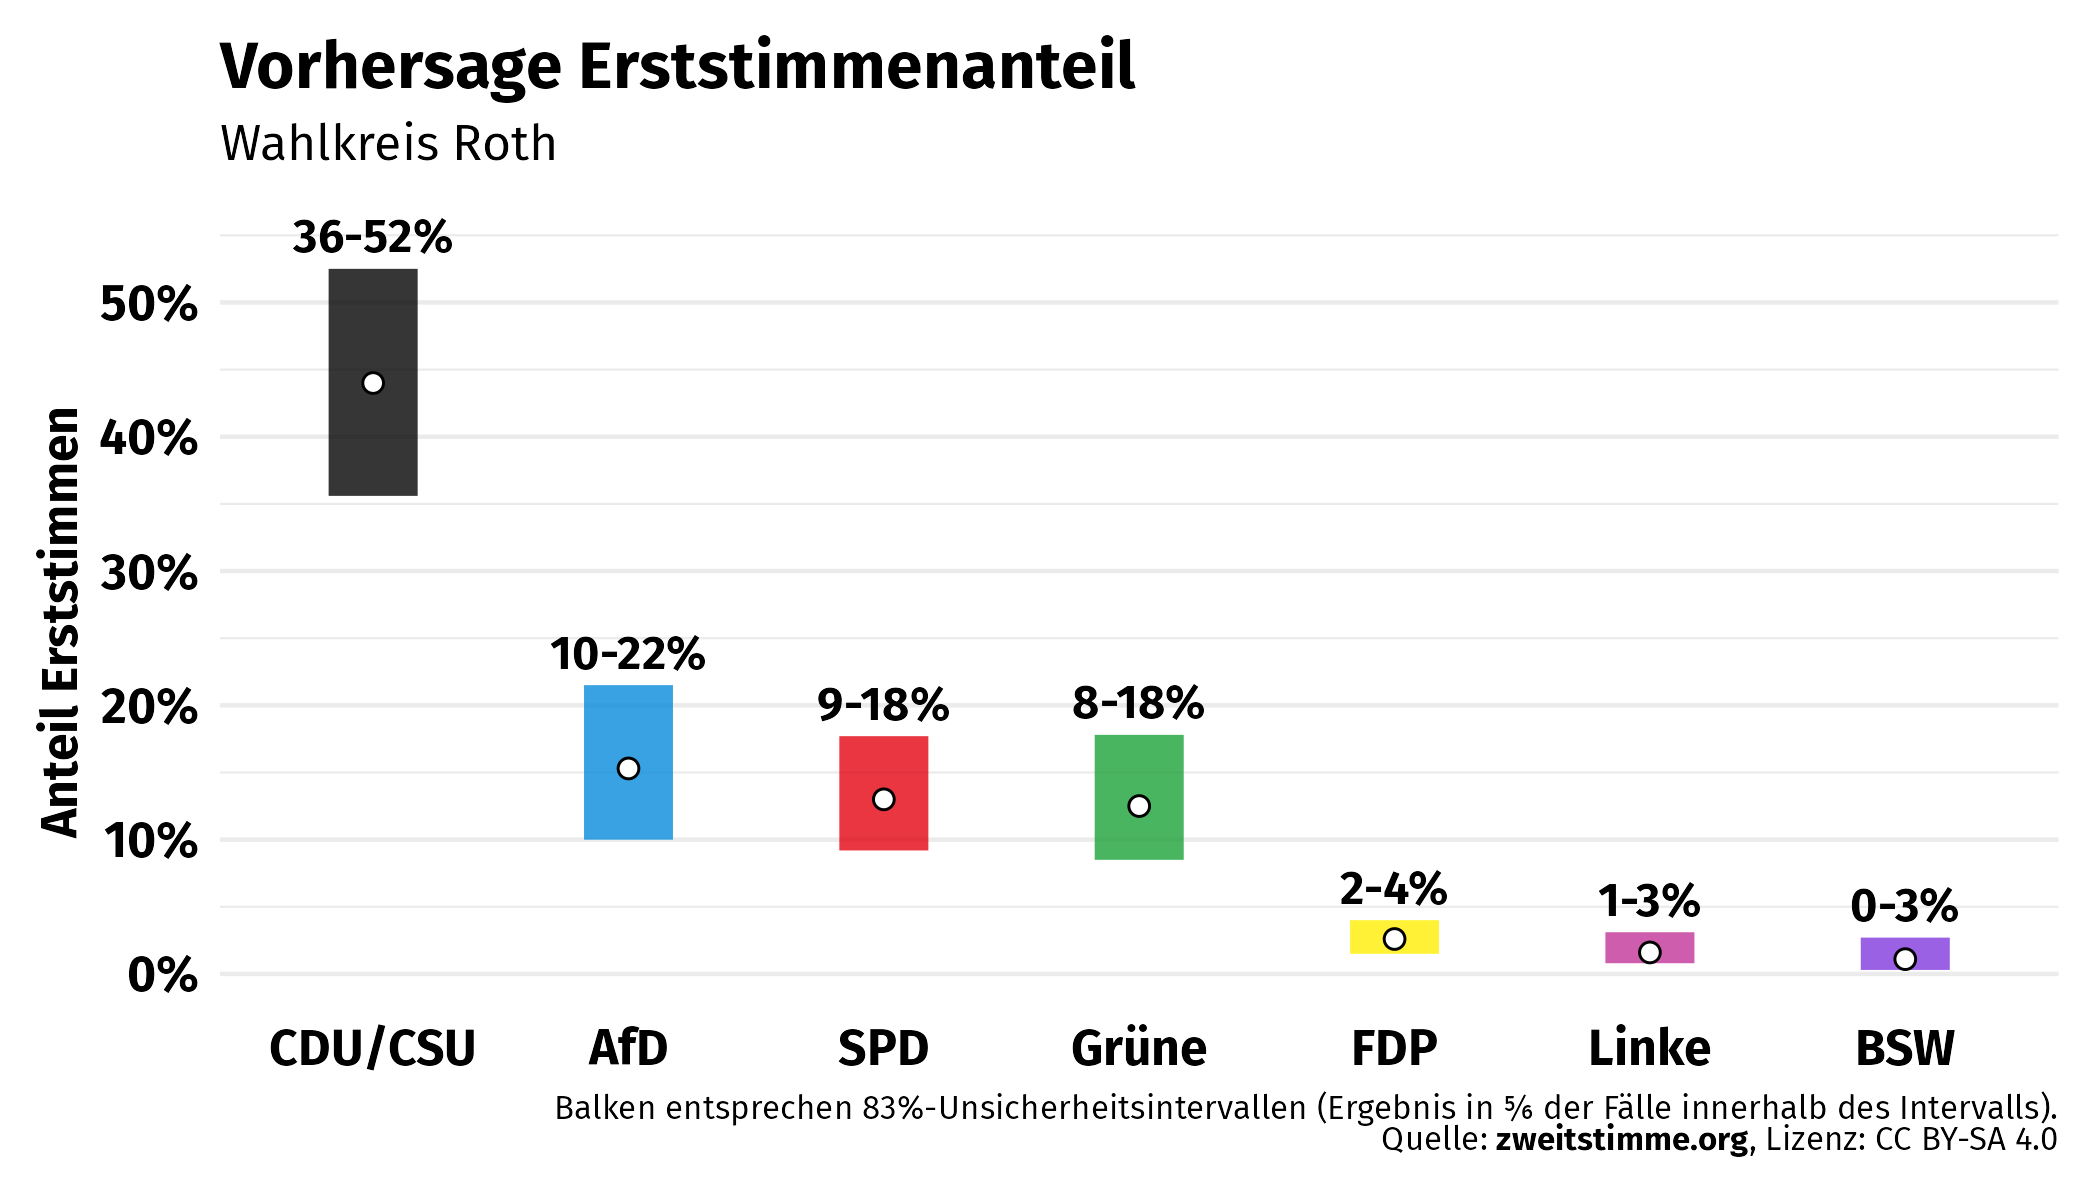 Vorhersage Erststimmenanteil
Wahlkreis Roth
Anteil Erststimmen
50%
40%
30%
20%
10%
0%
36-52%
10-22%
9-18%
8-18%
2-4%
1-3%
0-3%
CDU/CSU AfD SPD Grüne FDP Linke BSW
Balken entsprechen 83%-Unsicherheitsintervallen (Ergebnis in ⅚ der Fälle innerhalb des Intervalls).
Quelle: zweitstimme.org, Lizenz: CC BY-SA 4.0